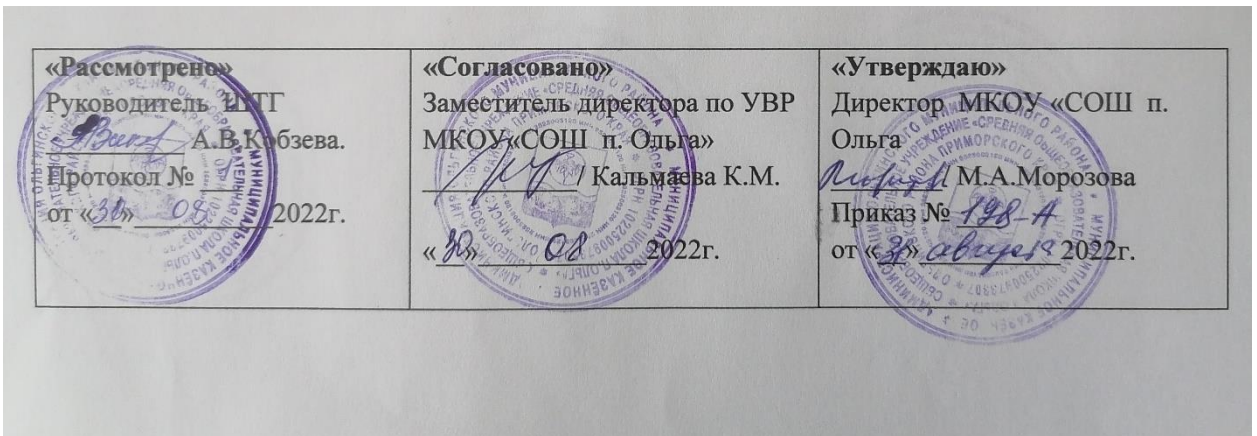 «Рассмотрено»
Руководитель
А.В.Кобзева.
Протокол №
от «30» 08 2022г.
«Согласовано»
Заместитель директора по УВР
МКОУ«СОШ п. Ольга»
/ Кальмаева К.М.
«30» 08 2022г.
«Утверждаю»
Директор МКОУ «СОШ п.
Ольга
/ М.А.Морозова
Приказ № 198-А
от «31» августа 2022г.